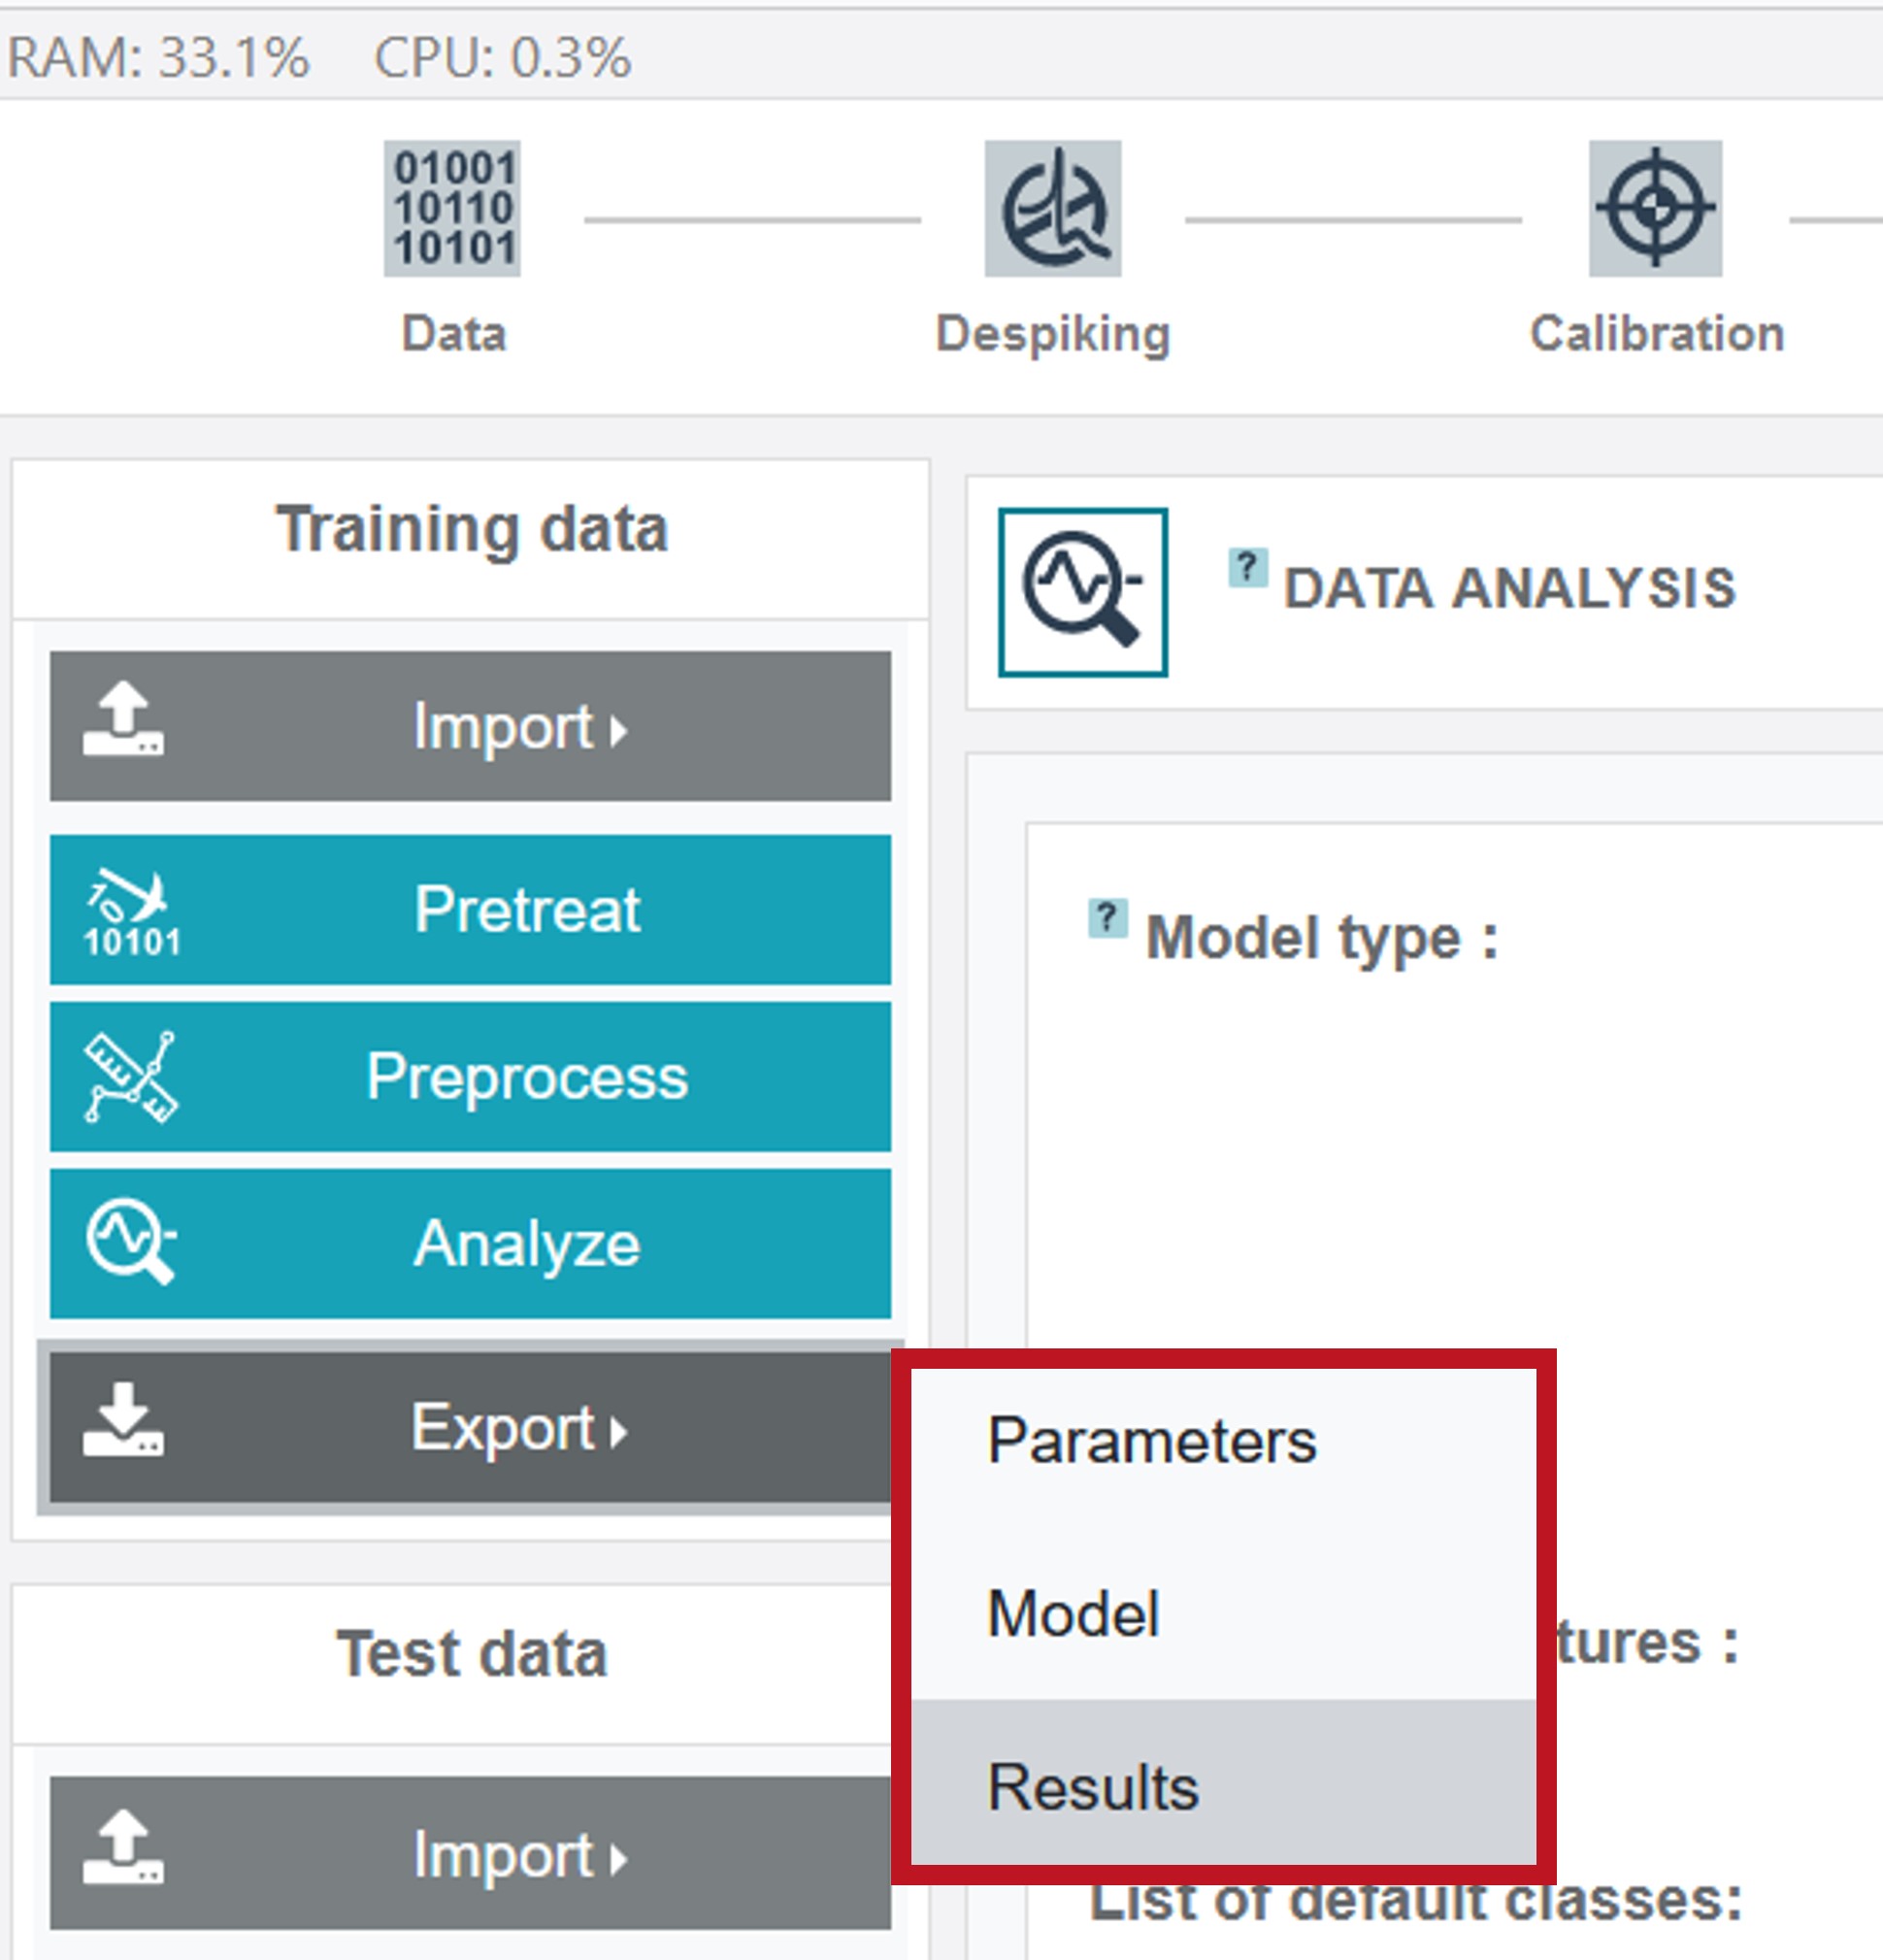 RAM: 33.1% CPU: 0.3%
01001
10110
10101
Data
Despiking
Calibration
Training data
Import
10
10101
Pretreat
Preprocess
Analyze
Export
Parameters
Model
Results
Test data
Import
? DATA ANALYSIS
? Model type :
tures :
List of default classes: